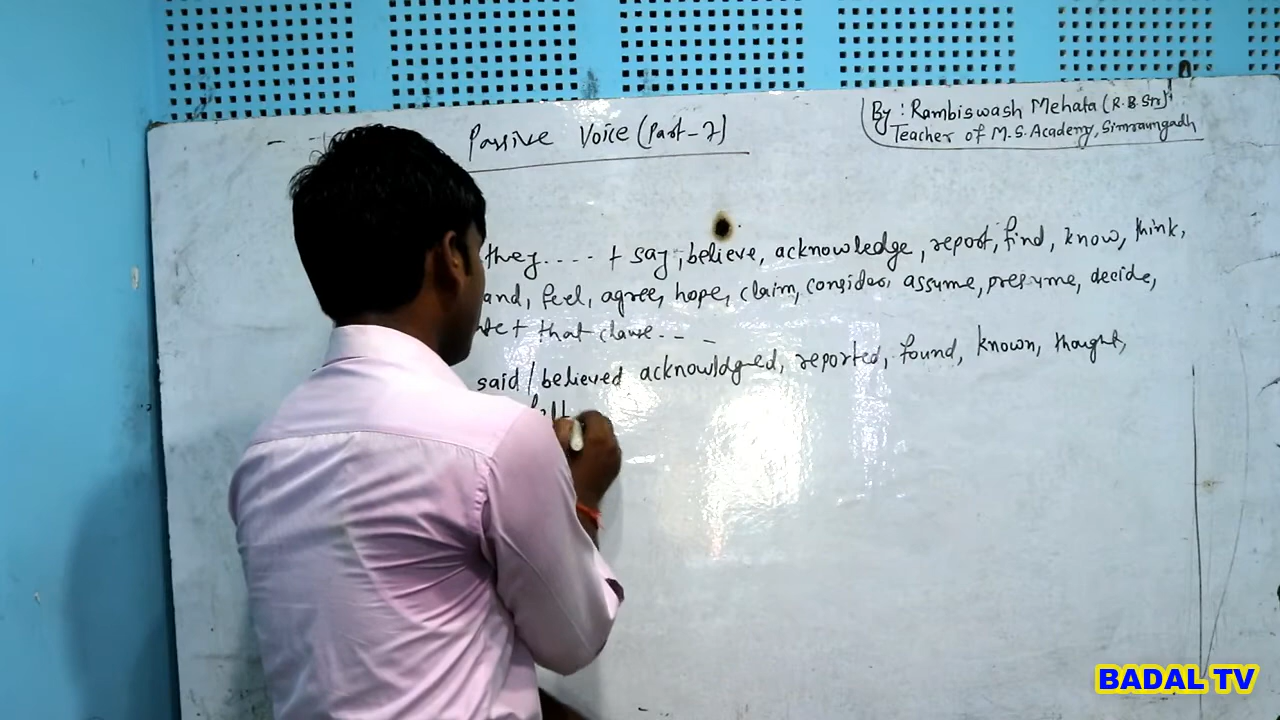 Passive Voice (Part-7)
By : Rambiswash Mehata (R.B Sir)
Teacher of M.S. Academy, Simraungadh
they.... + say, believe, acknowledge, report, find, know, think,
and, feel, agree, hope, claim, consider, assume, presume, decide,
+ that clause.. _
said / believed acknowldged, reported, found, known, thought,
felt
BADAL TV